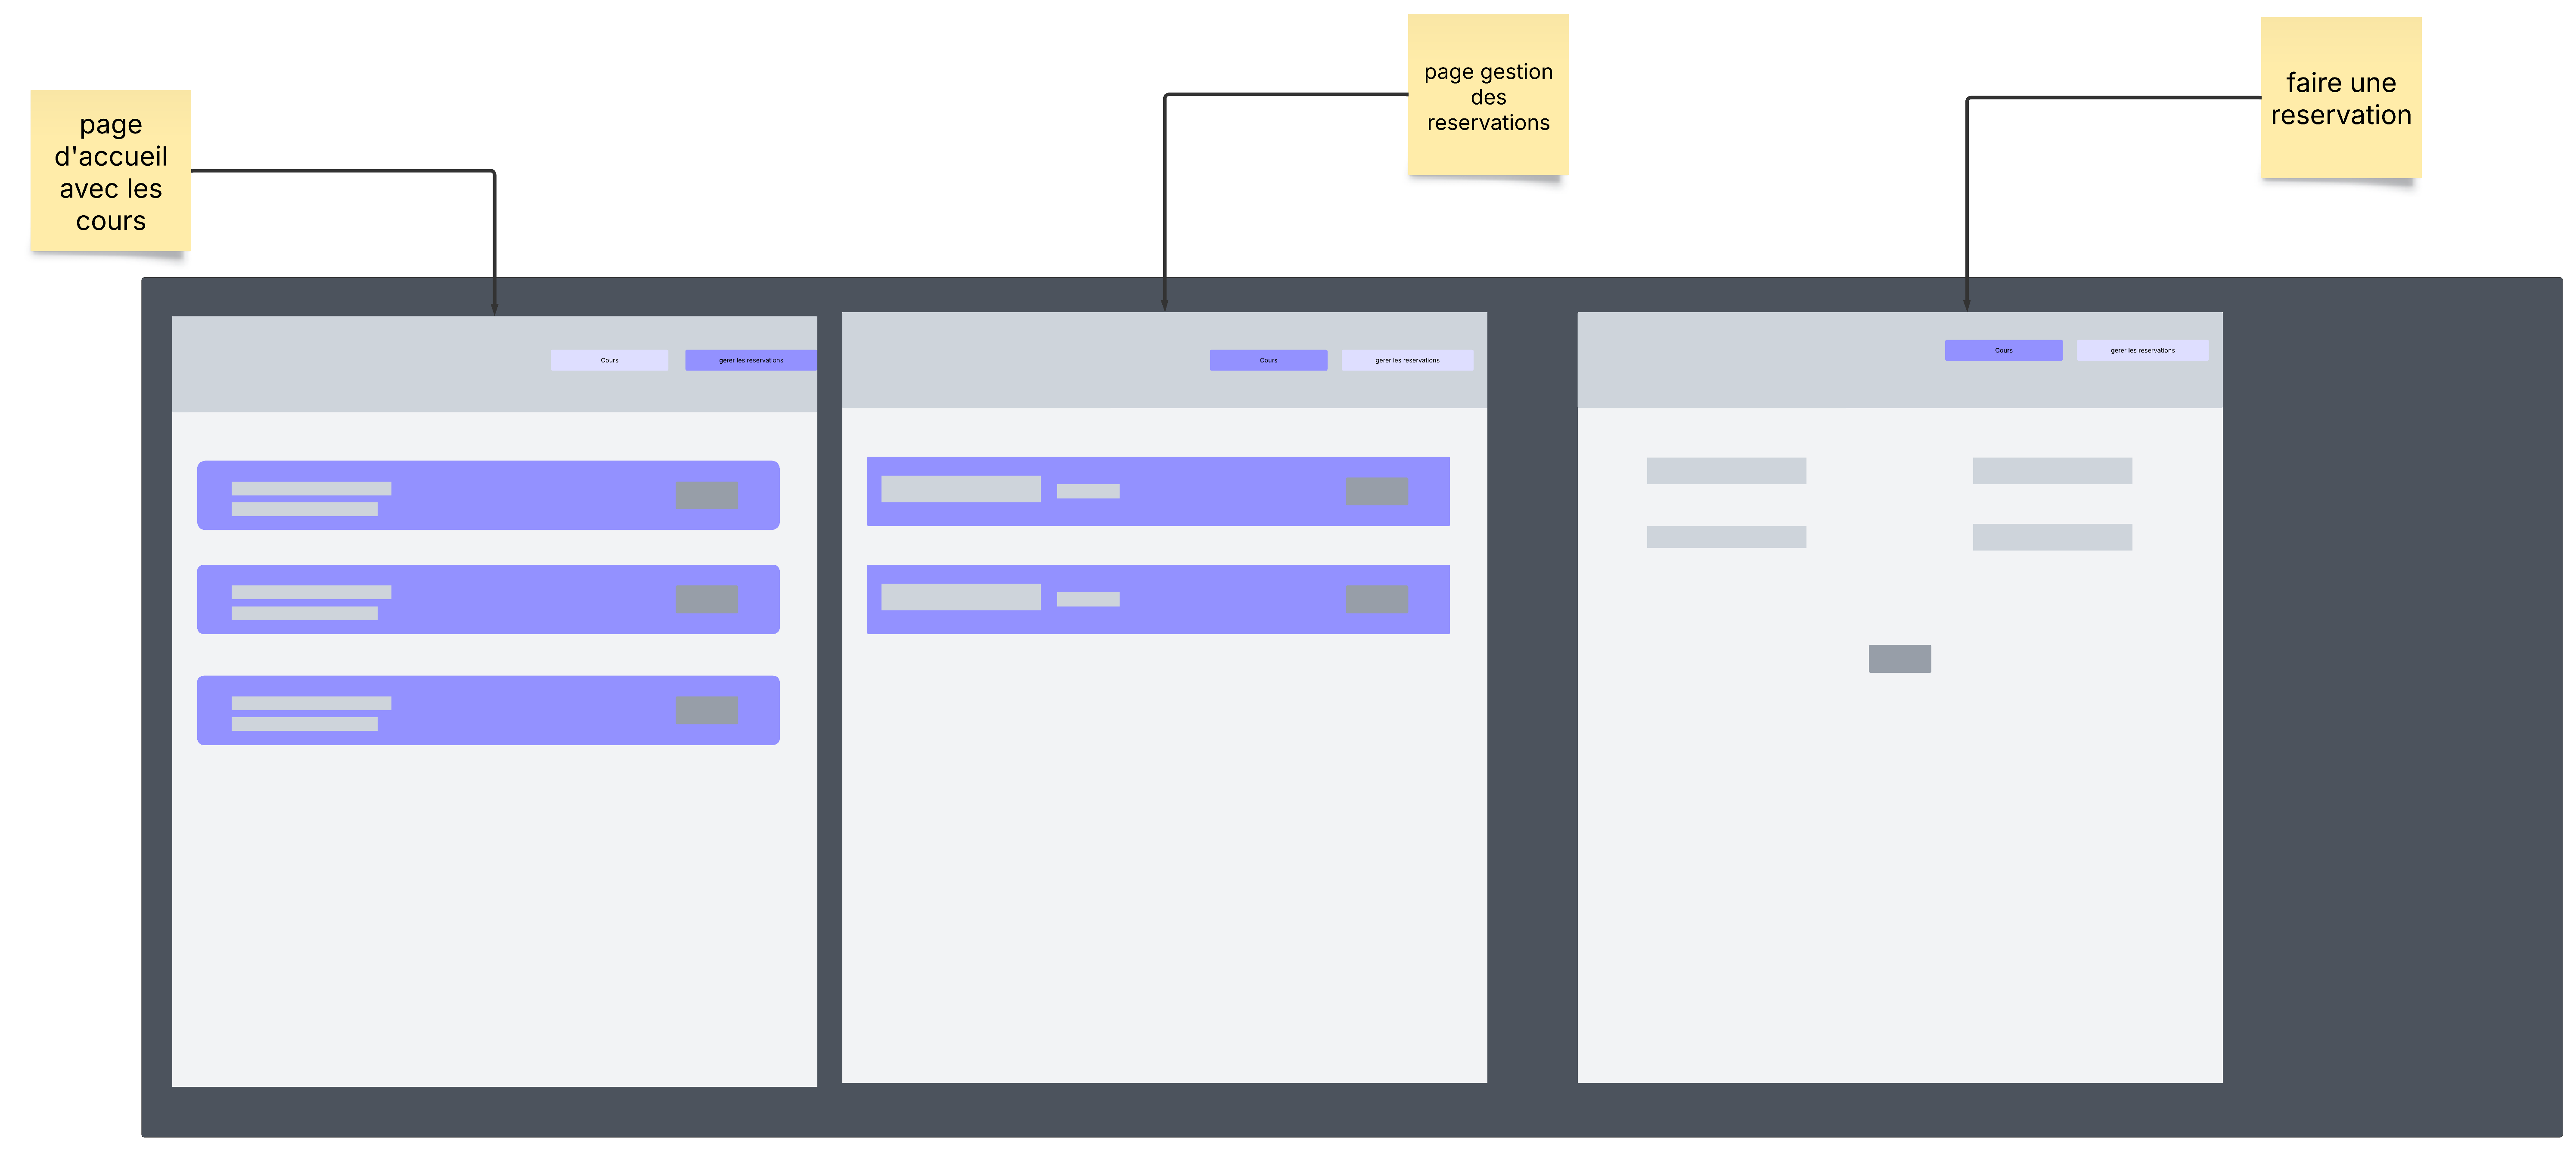 page
d'accueil
avec les
cours
page gestion
des
reservations
faire une
reservation
Cours
gerer les reservations
Cours
gerer les reservations
Cours
gerer les reservations